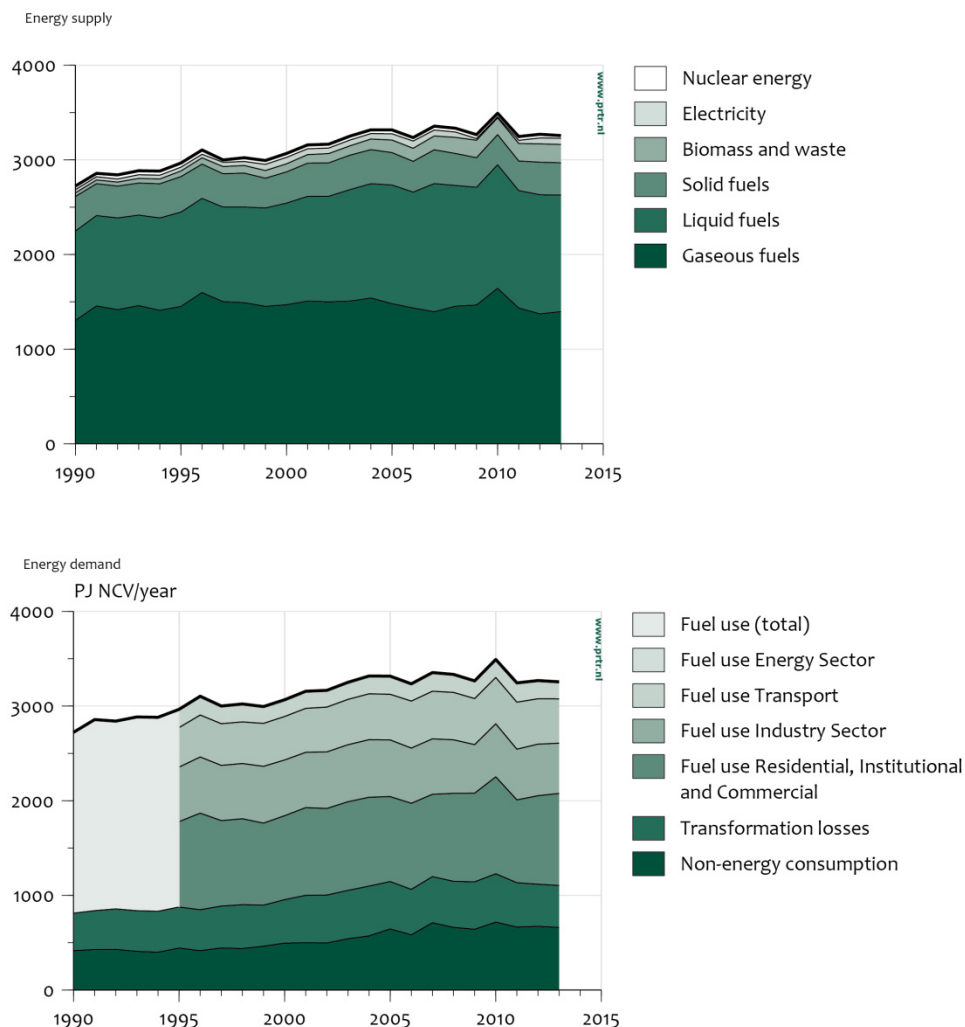 Energy supply
4000
3000
2000
1000
0
1990
1995
2000
2005
2010
2015
www.prtr.nl
Nuclear energy
Electricity
Biomass and waste
Solid fuels
Liquid fuels
Gaseous fuels
Energy demand
PJ NCV/year
4000
3000
2000
1000
0
1990
1995
2000
2005
2010
2015
www.prtr.nl
Fuel use (total)
Fuel use Energy Sector
Fuel use Transport
Fuel use Industry Sector
Fuel use Residential, Institutional
and Commercial
Transformation losses
Non-energy consumption